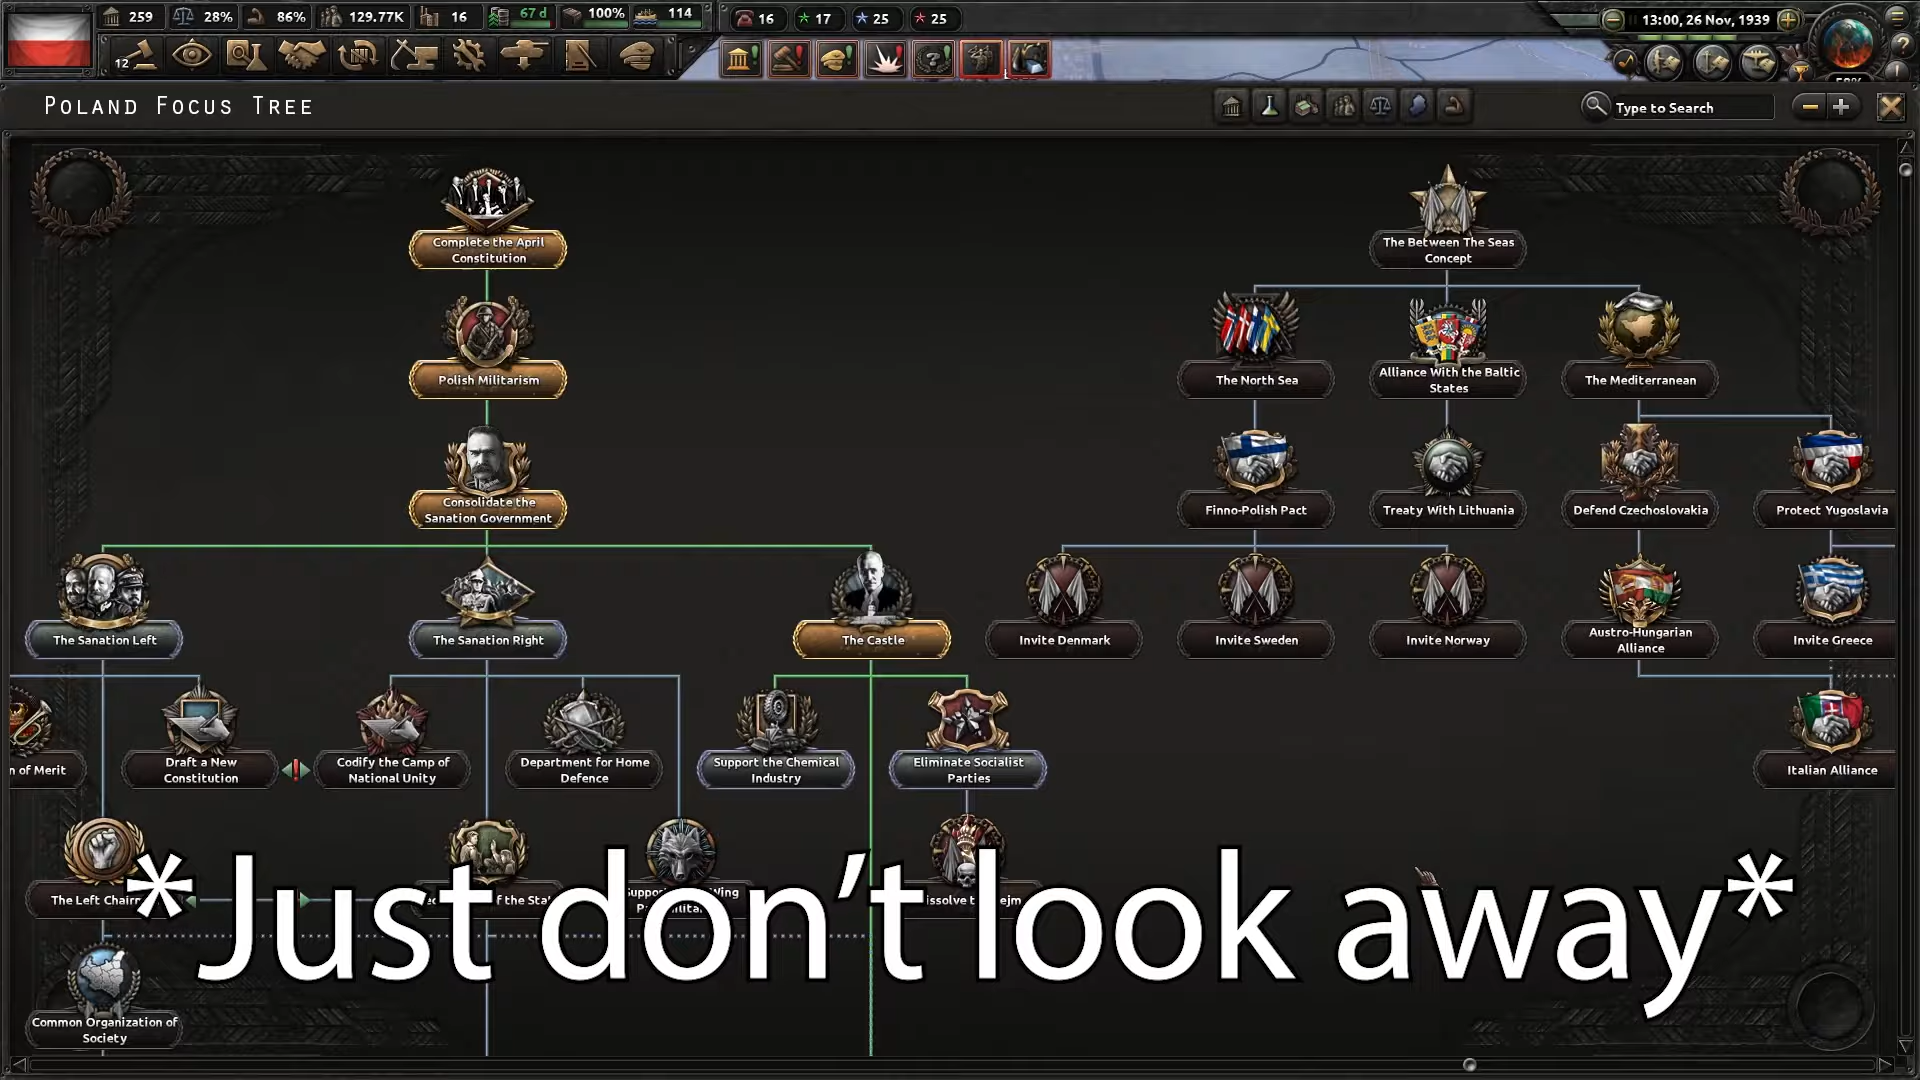 259 28% 86% 129.77K 16 67 d 100% 114 16 17 25 25 13:00, 26 Nov, 1939
12
POLAND FOCUS TREE
Type to Search
Complete the April
Constitution
The Between The Seas
Concept
Polish Militarism
The North Sea
Alliance With the Baltic
States
The Mediterranean
Consolidate the
Sanation Government
Finno-Polish Pact
Treaty With Lithuania
Defend Czechoslovakia
Protect Yugoslavia
The Sanation Left
The Sanation Right
The Castle
Invite Denmark
Invite Sweden
Invite Norway
Austro-Hungarian
Alliance
Invite Greece
n of Merit
Draft a New
Constitution
Codify the Camp of
National Unity
Department for Home
Defence
Support the Chemical
Industry
Eliminate Socialist
Parties
Italian Alliance
The Left
of the
*Just don't look away*
Common Organization of
Society